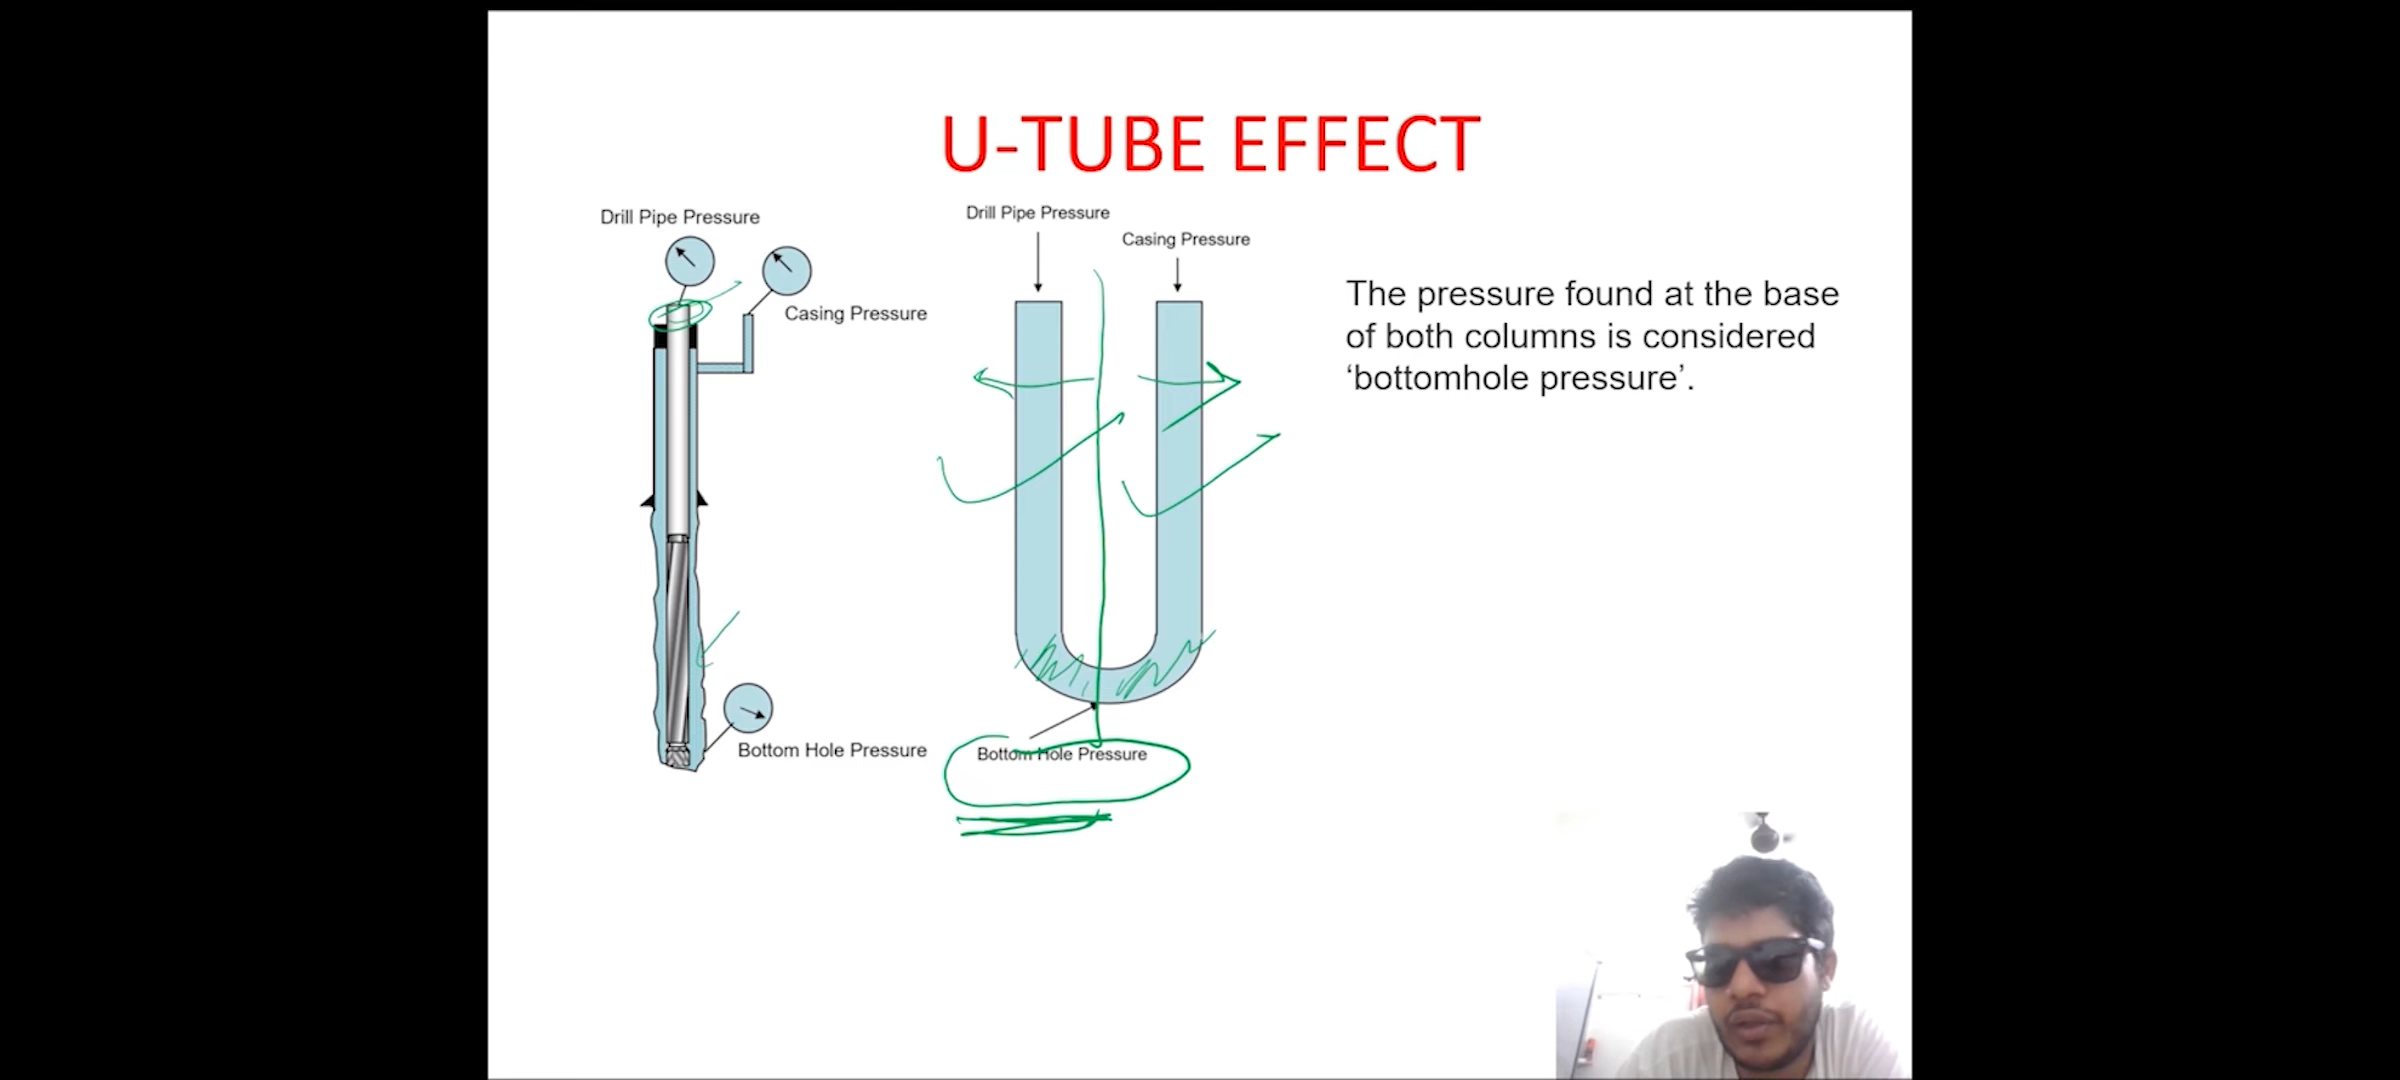 U-TUBE EFFECT
Drill Pipe Pressure
Casing Pressure
Bottom Hole Pressure
Drill Pipe Pressure
Casing Pressure
Bottom Hole Pressure
The pressure found at the base
of both columns is considered
‘bottomhole pressure’.